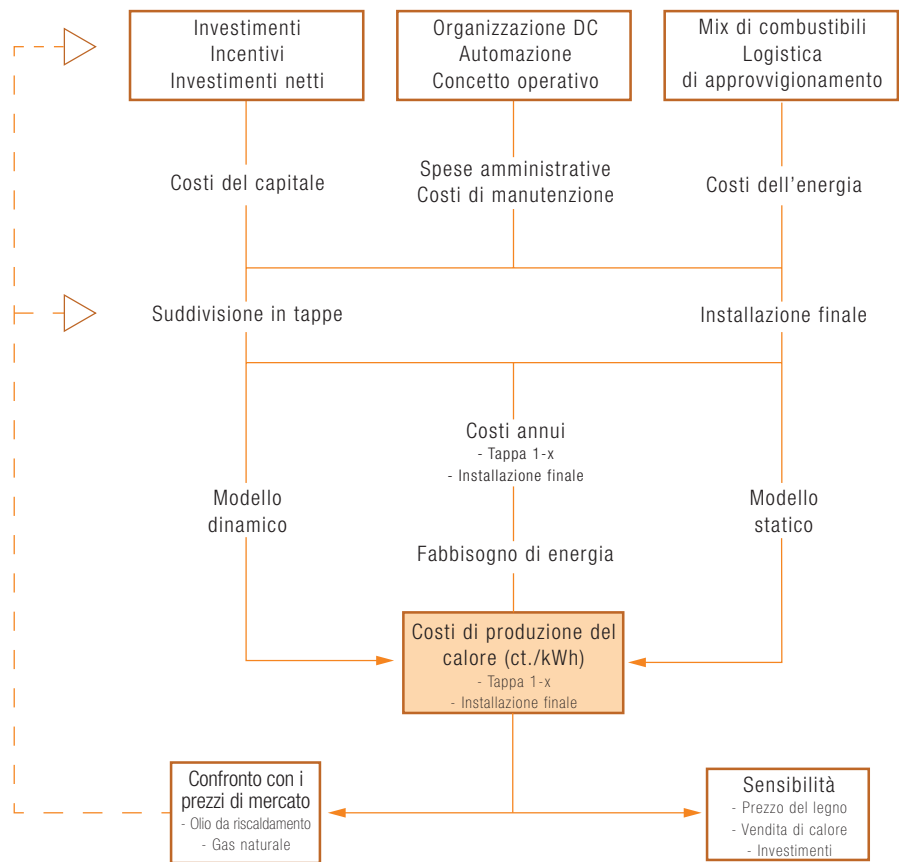 Investimenti
Incentivi
Investimenti netti
Organizzazione DC
Automazione
Concetto operativo
Mix di combustibili
Logistica
di approvvigionamento
Costi del capitale
Spese amministrative
Costi di manutenzione
Costi dell'energia
Suddivisione in tappe
Installazione finale
Costi annui
- Tappa 1-x
- Installazione finale
Modello
dinamico
Modello
statico
Fabbisogno di energia
Costi di produzione del
calore (ct./kWh)
- Tappa 1-x
- Installazione finale
Confronto con i
prezzi di mercato
- Olio da riscaldamento
- Gas naturale
Sensibilità
- Prezzo del legno
- Vendita di calore
- Investimenti